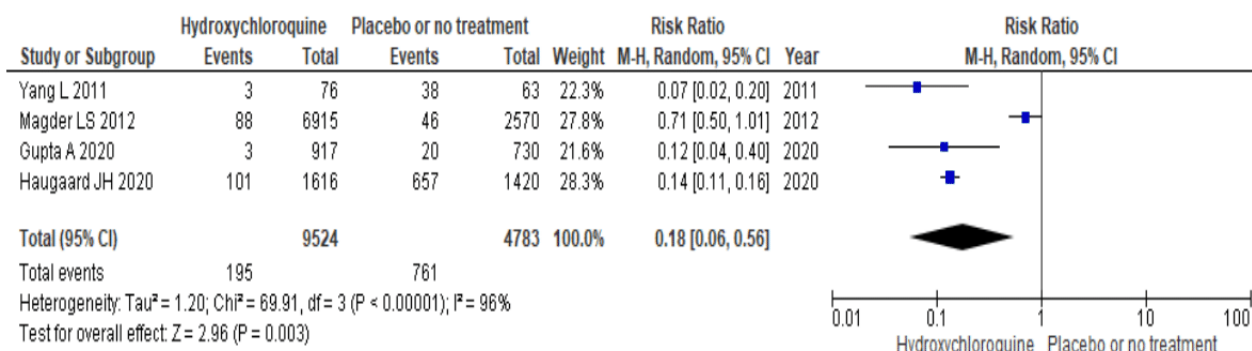 Hydroxychloroquine Placebo or no treatment Risk Ratio Risk Ratio
Study or Subgroup Events Total Events Total Weight M-H, Random, 95% CI Year M-H, Random, 95% CI
Yang L 2011 3 76 38 63 22.3% 0.07 [0.02, 0.20] 2011
Magder LS 2012 88 6915 46 2570 27.8% 0.71 [0.50, 1.01] 2012
Gupta A 2020 3 917 20 730 21.6% 0.12 [0.04, 0.40] 2020
Haugaard JH 2020 101 1616 657 1420 28.3% 0.14 [0.11, 0.16] 2020
Total (95% CI) 9524 4783 100.0% 0.18 [0.06, 0.56]
Total events 195 761
Heterogeneity: Tau² = 1.20; Chi² = 69.91, df = 3 (P < 0.00001); I² = 96%
Test for overall effect: Z = 2.96 (P = 0.003)
0.01 0.1 1 10 100
Hydroxychloroquine Placebo or no treatment